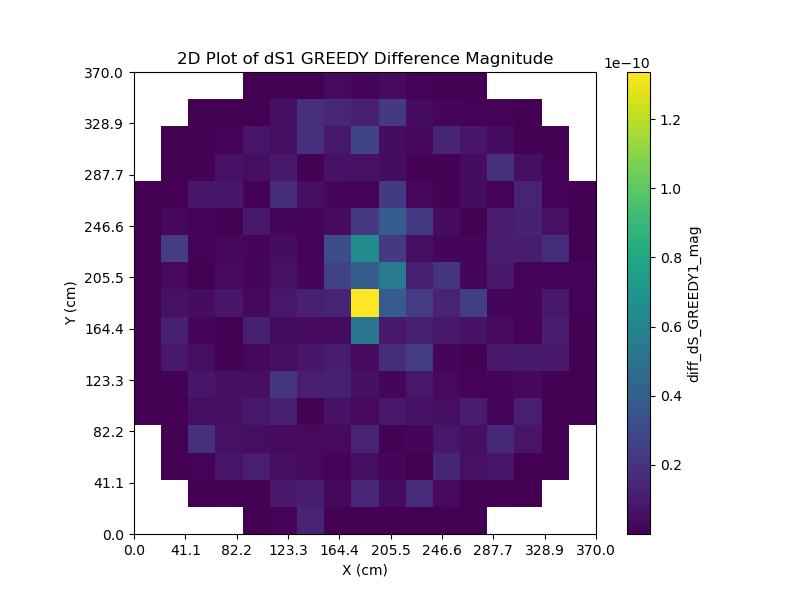 2D Plot of dS1 GREEDY Difference Magnitude
1e−10
370.0
328.9
287.7
246.6
205.5
164.4
123.3
82.2
41.1
0.0
Y (cm)
0.0 41.1 82.2 123.3 164.4 205.5 246.6 287.7 328.9 370.0
X (cm)
1.2
1.0
0.8
0.6
0.4
0.2
diff_dS_GREEDY1_mag